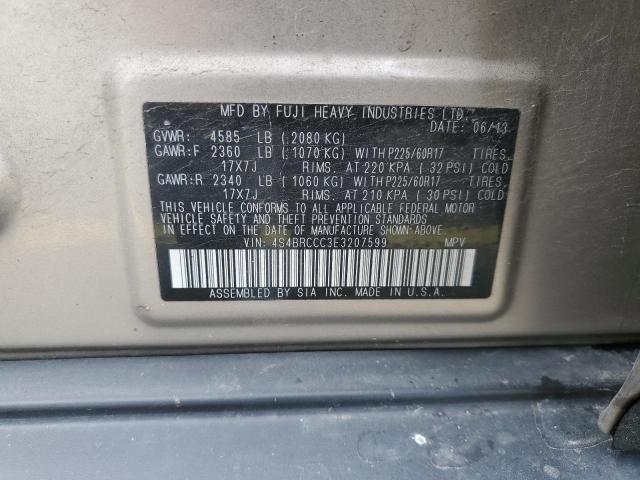 MFD BY FUJI HEAVY INDUSTRIES LTD.
DATE: 06/13
GVWR: 4585 LB (2080 KG)
GAWR:F 2360 LB (1070 KG) WITH P225/60R17 TIRES,
17X7J RIMS. AT 220 KPA (32 PSI) COLD
GAWR:R 2340 LB (1060 KG) WITH P225/60R17 TIRES,
17X7J RIMS. AT 210 KPA (30 PSI) COLD
THIS VEHICLE CONFORMS TO ALL APPLICABLE FEDERAL MOTOR
VEHICLE SAFETY AND THEFT PREVENTION STANDARDS
IN EFFECT ON THE DATE OF MANUFACTURE SHOWN ABOVE.
VIN: 4S4BRCCC3E3207599 MPV
ASSEMBLED BY SIA INC. MADE IN U.S.A.